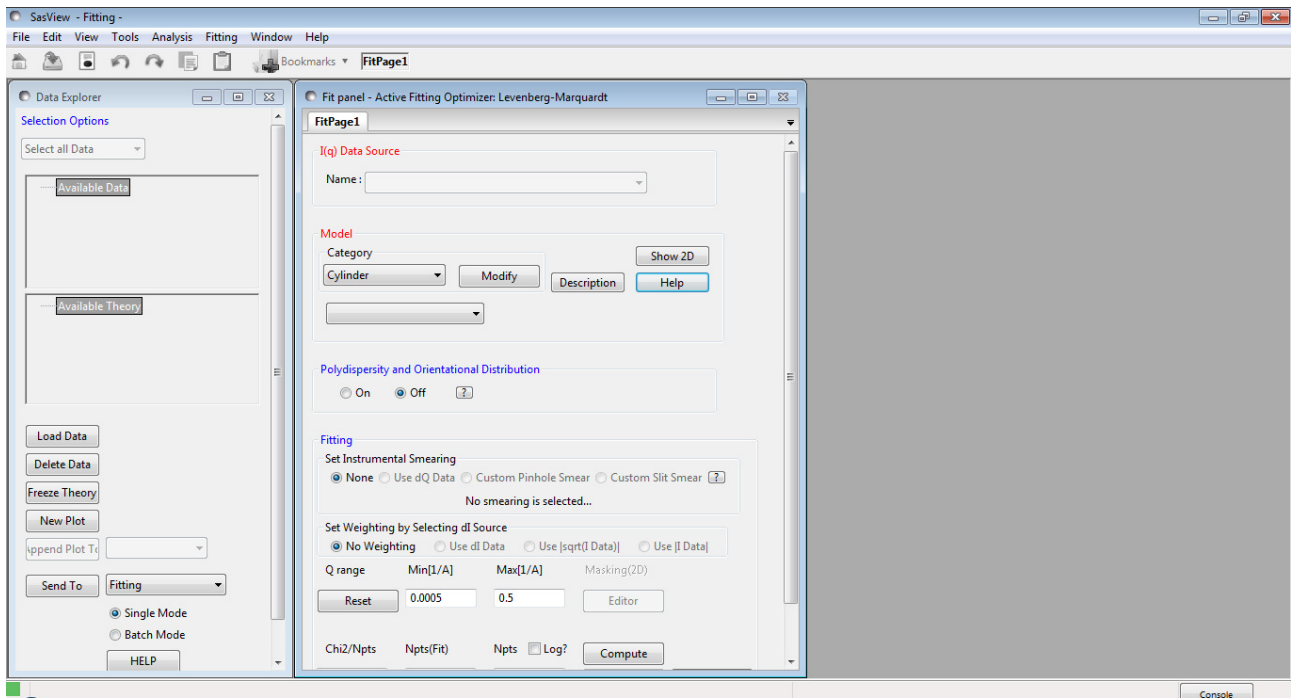 SasView - Fitting -
File Edit View Tools Analysis Fitting Window Help
Bookmarks FitPage1
Data Explorer
Selection Options
Select all Data
Available Data
Available Theory
Load Data
Delete Data
Freeze Theory
New Plot
Append Plot To
Send To Fitting
Single Mode
Batch Mode
HELP
Fit panel - Active Fitting Optimizer: Levenberg-Marquardt
FitPage1
I(q) Data Source
Name :
Model
Category
Show 2D
Cylinder Modify Description Help
Polydispersity and Orientational Distribution
On Off ?
Fitting
Set Instrumental Smearing
None Use dQ Data Custom Pinhole Smear Custom Slit Smear ?
No smearing is selected...
Set Weighting by Selecting dI Source
No Weighting Use dI Data Use |sqrt(I Data)| Use |I Data|
Q range Min[1/A] Max[1/A] Masking(2D)
Reset 0.0005 0.5 Editor
Chi2/Npts Npts(Fit) Npts Log? Compute
Console